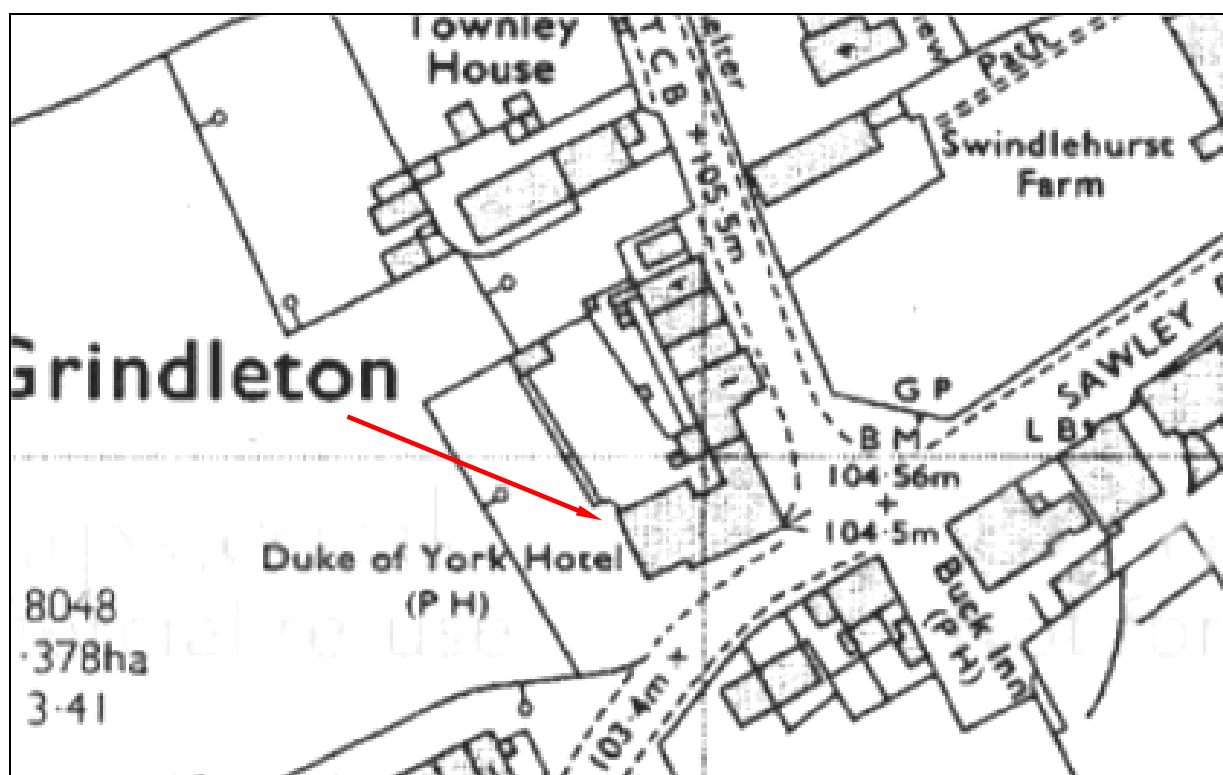 Townley
House
T C B
elter
Path
Swindlehurst
Farm
+ 105·5m
Grindleton
SAWLEY
G P
B M
104·56m
+
104·5m
L B
Duke of York Hotel
(P H)
Buck Inn
(P H)
8048
·378ha
3·41
103·4m +